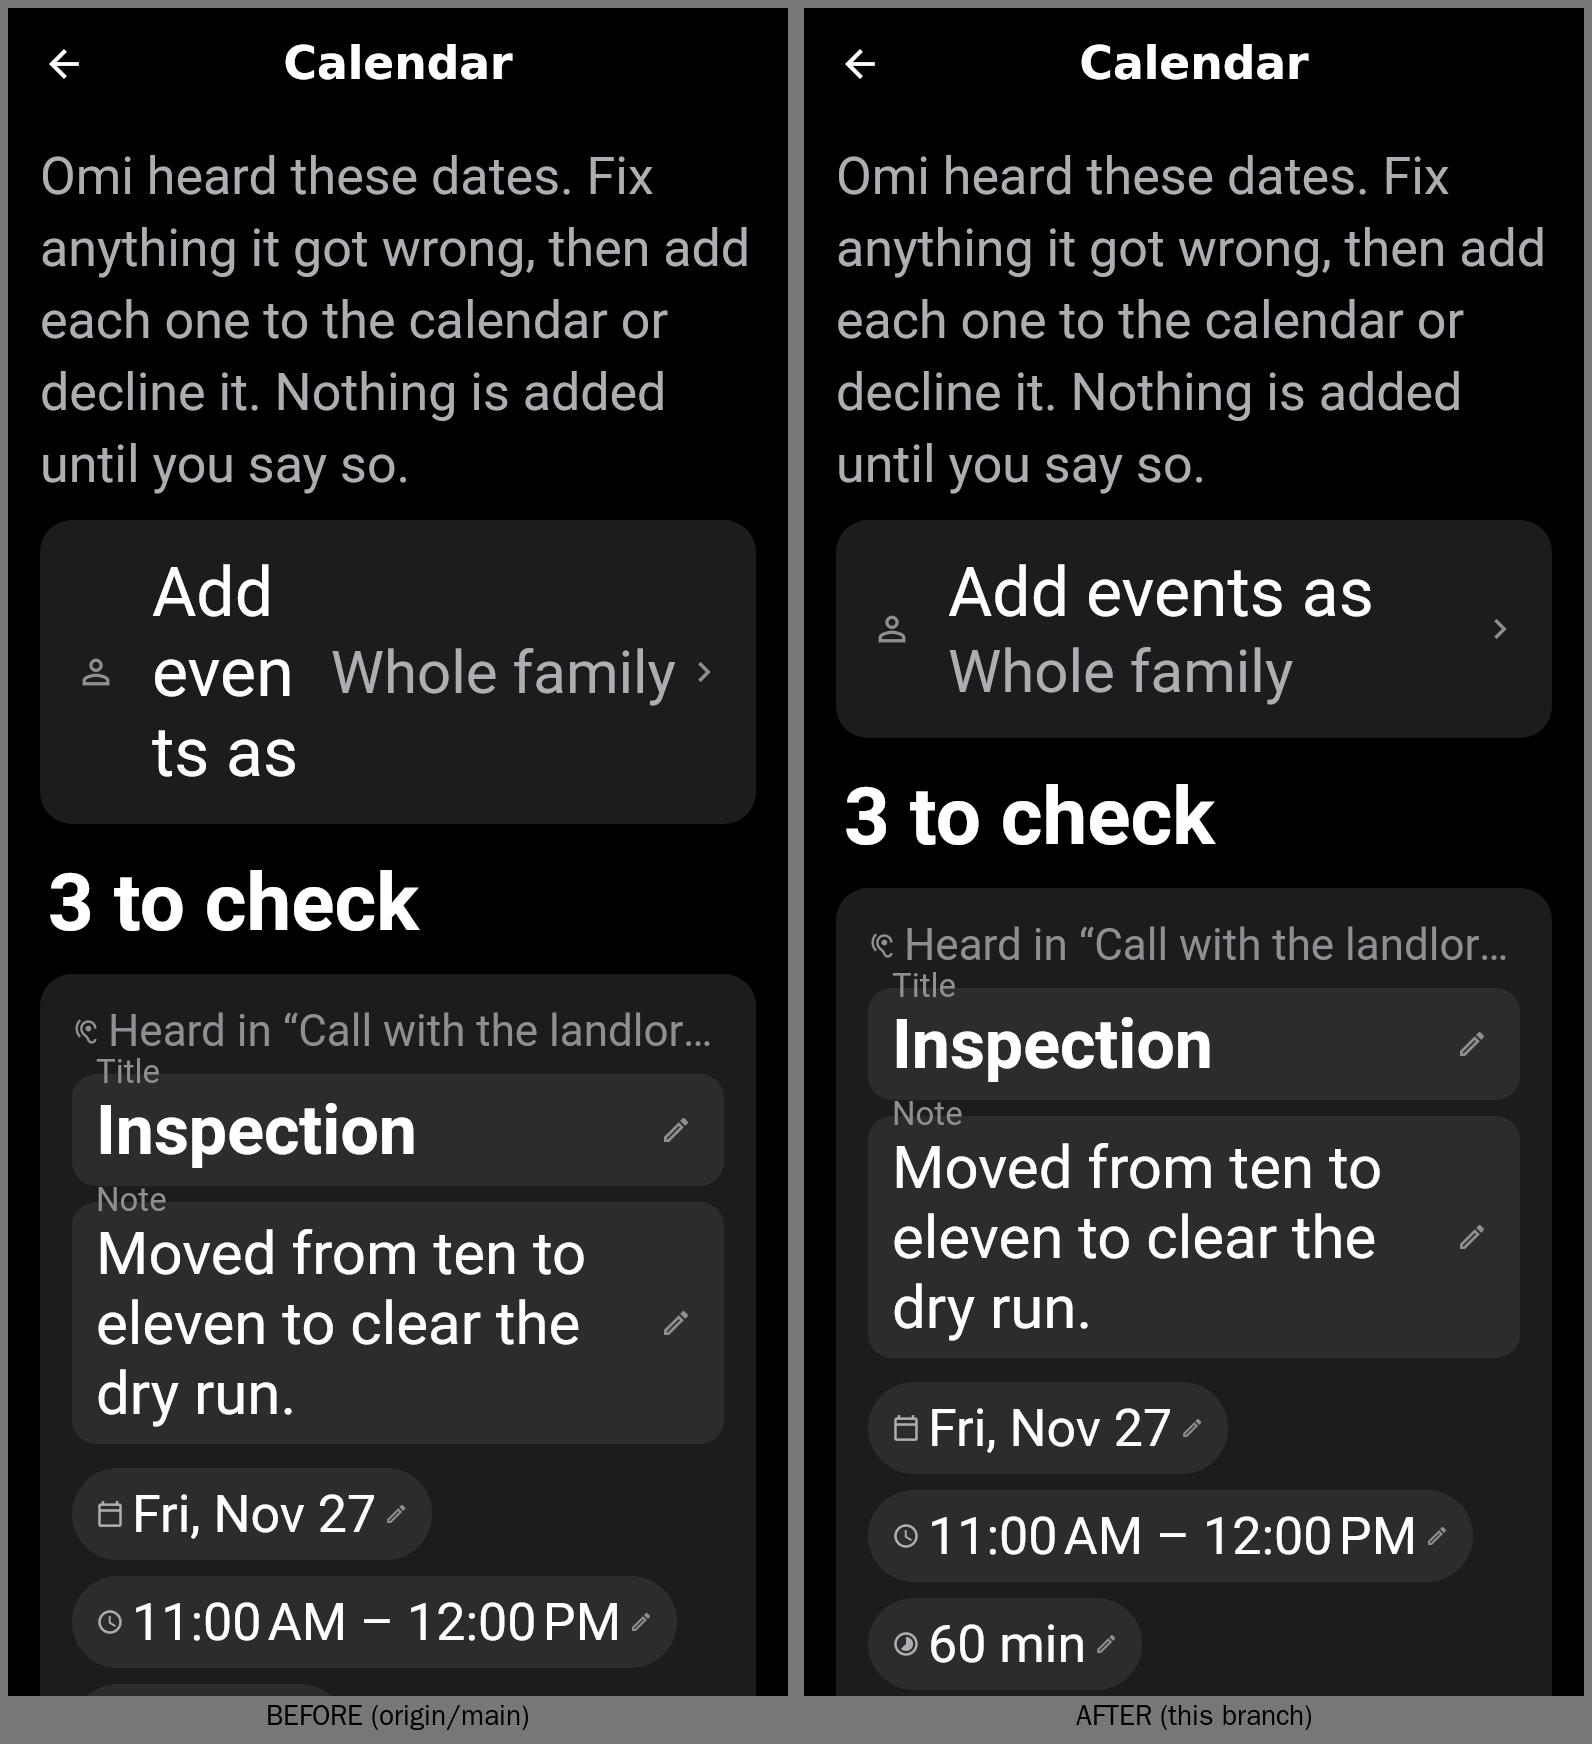 Calendar
Omi heard these dates. Fix
anything it got wrong, then add
each one to the calendar or
decline it. Nothing is added
until you say so.
Add
even
ts as
Whole family
3 to check
Heard in “Call with the landlor…
Title
Inspection
Note
Moved from ten to
eleven to clear the
dry run.
Fri, Nov 27
11:00 AM – 12:00 PM
BEFORE (origin/main)
Calendar
Omi heard these dates. Fix
anything it got wrong, then add
each one to the calendar or
decline it. Nothing is added
until you say so.
Add events as
Whole family
3 to check
Heard in “Call with the landlor…
Title
Inspection
Note
Moved from ten to
eleven to clear the
dry run.
Fri, Nov 27
11:00 AM – 12:00 PM
60 min
AFTER (this branch)